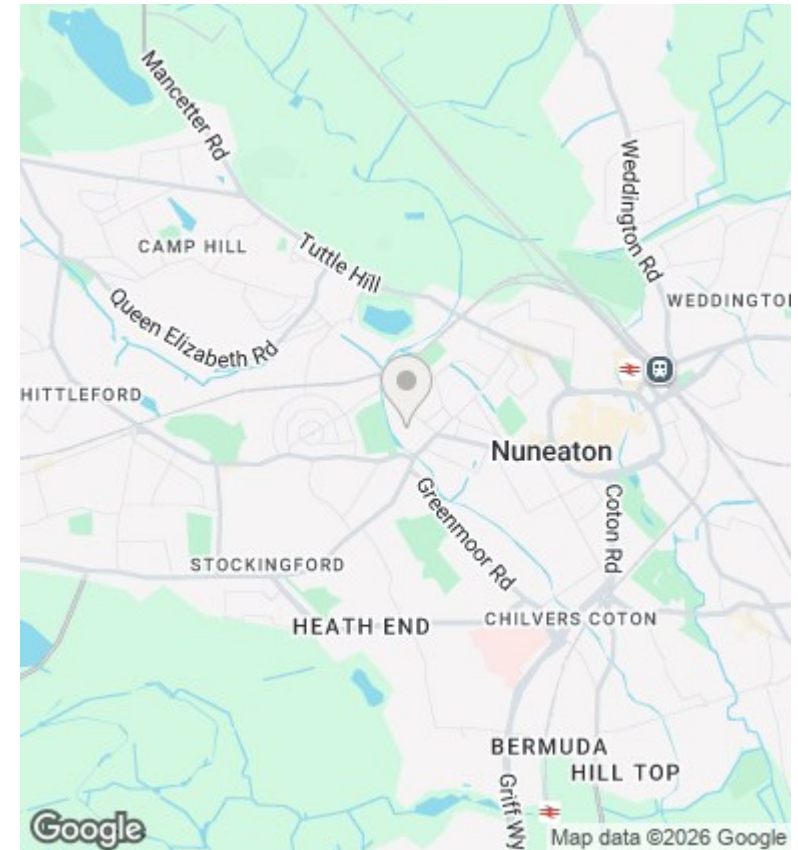 Mancetter Rd
Weddington Rd
CAMP HILL
Tuttle Hill
WEDDINGTO
Queen Elizabeth Rd
HITTLEFORD
Nuneaton
Greenmoor Rd
Coton Rd
STOCKINGFORD
HEATH END
CHILVERS COTON
BERMUDA
HILL TOP
Griff Wy
Google
Map data ©2026 Google